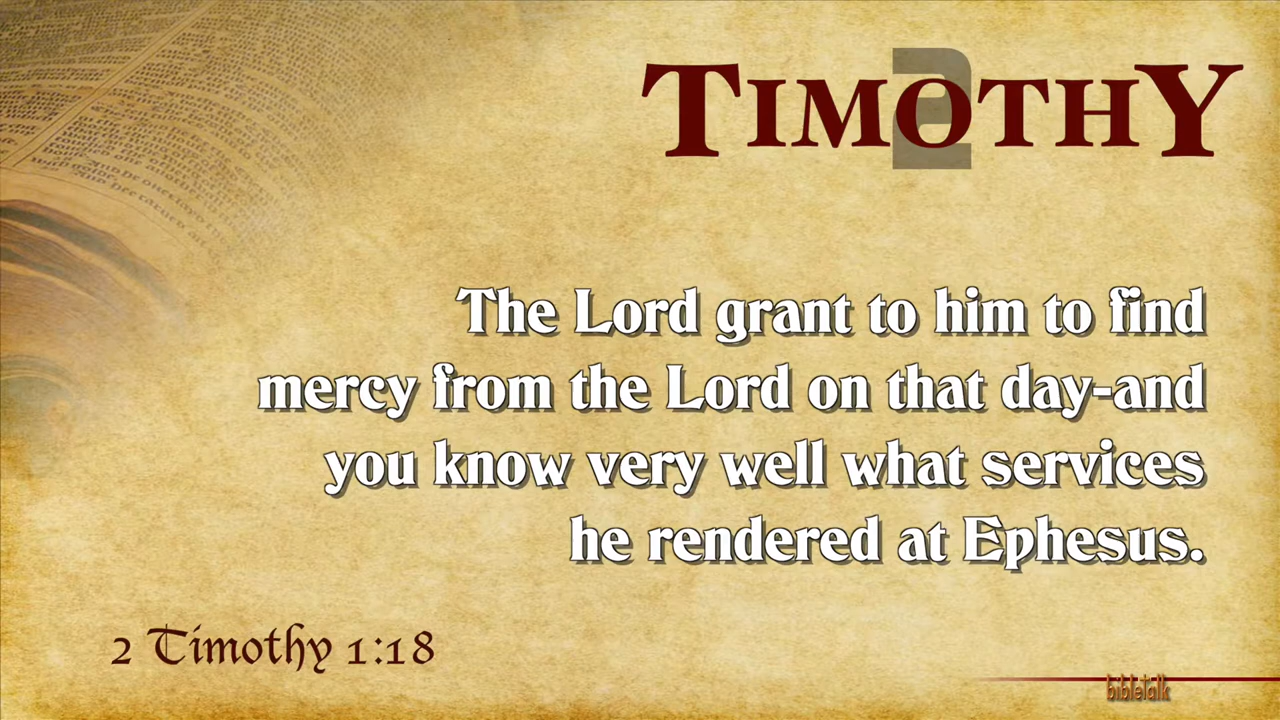 2
TIMOTHY
The Lord grant to him to find
mercy from the Lord on that day-and
you know very well what services
he rendered at Ephesus.
2 Timothy 1:18
bibletalk